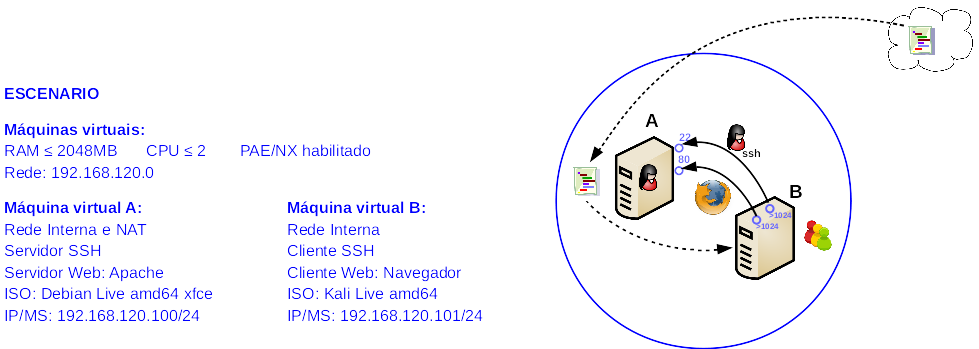 ESCENARIO
Máquinas virtuais:
RAM ≤ 2048MB CPU ≤ 2 PAE/NX habilitado
Rede: 192.168.120.0
Máquina virtual A:
Rede Interna e NAT
Servidor SSH
Servidor Web: Apache
ISO: Debian Live amd64 xfce
IP/MS: 192.168.120.100/24
Máquina virtual B:
Rede Interna
Cliente SSH
Cliente Web: Navegador
ISO: Kali Live amd64
IP/MS: 192.168.120.101/24
A
22
80
ssh
B
>1024
>1024